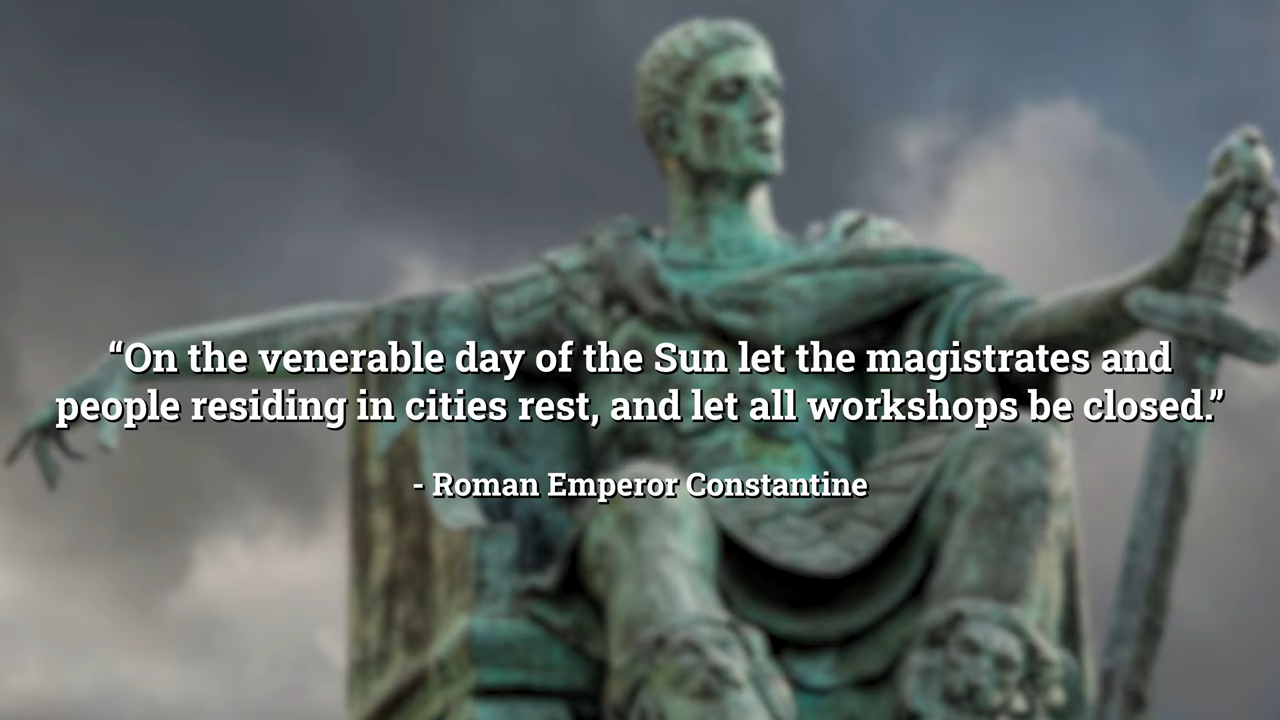 “On the venerable day of the Sun let the magistrates and
people residing in cities rest, and let all workshops be closed.”
- Roman Emperor Constantine